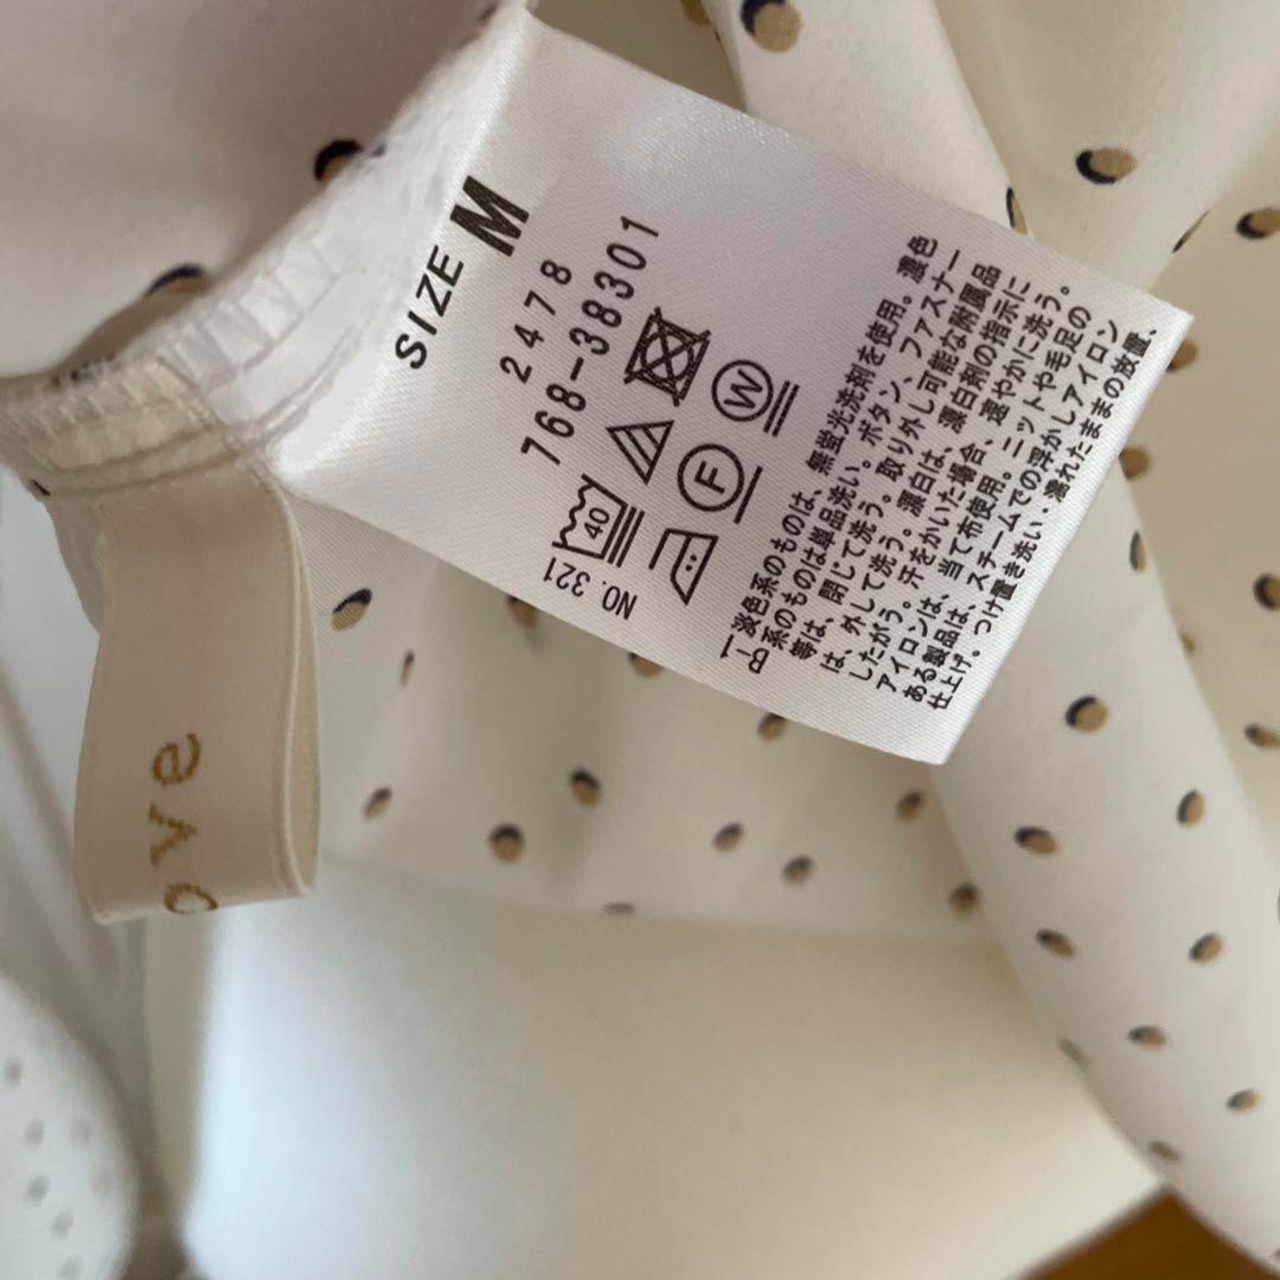 SIZE M
2478
768-38301
40
W
F
NO. 321
B-1
淡色系のものは、無蛍光洗剤を使用。濃色
系のものは単品洗い。ボタン、ファスナー
等は、閉じて洗う。取り外し可能な附属品
は、外して洗う。漂白は、漂白剤の指示に
したがう。汗をかいた場合、速やかに洗う。
アイロンは、当て布使用。ニットや毛足の
ある製品は、スチームでの浮かしアイロン
仕上げ。つけ置き洗い・濡れたままの放置、
ove